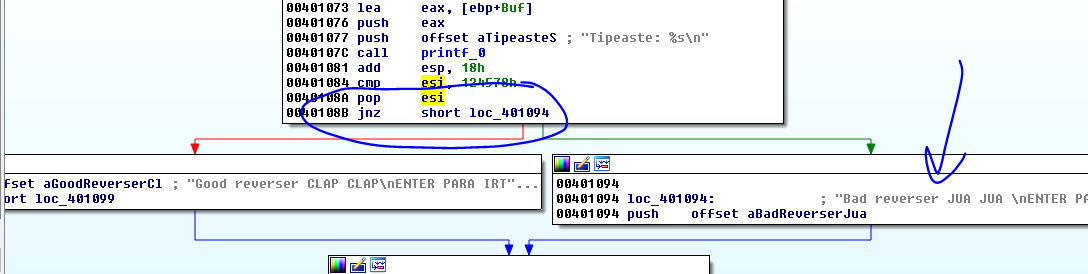 00401073 lea     eax, [ebp+Buf]
00401076 push    eax
00401077 push    offset aTipeasteS ; "Tipeaste: %s\n"
0040107C call    printf_0
00401081 add     esp, 18h
00401084 cmp     esi, 124578h
0040108A pop     esi
0040108B jnz     short loc_401094
ffset aGoodReverserCl ; "Good reverser CLAP CLAP\nENTER PARA IRT"...
ort loc_401099
00401094
00401094 loc_401094:             ; "Bad reverser JUA JUA \nENTER PA
00401094 push    offset aBadReverserJua